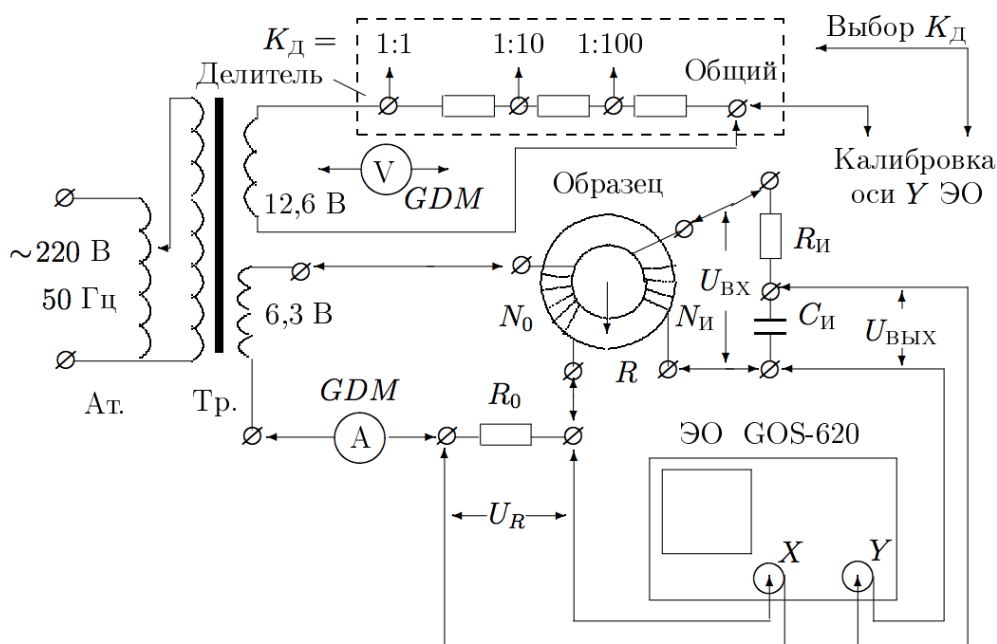 Выбор K_Д
K_Д = 1:1 1:10 1:100
Делитель
Общий
V
GDM
12,6 В
Калибровка
оси Y ЭО
Образец
~220 В
50 Гц
6,3 В
N_0
N_И
U_ВХ
R_И
C_И
U_ВЫХ
R
Ат.
Тр.
GDM
A
R_0
ЭО GOS-620
U_R
X
Y